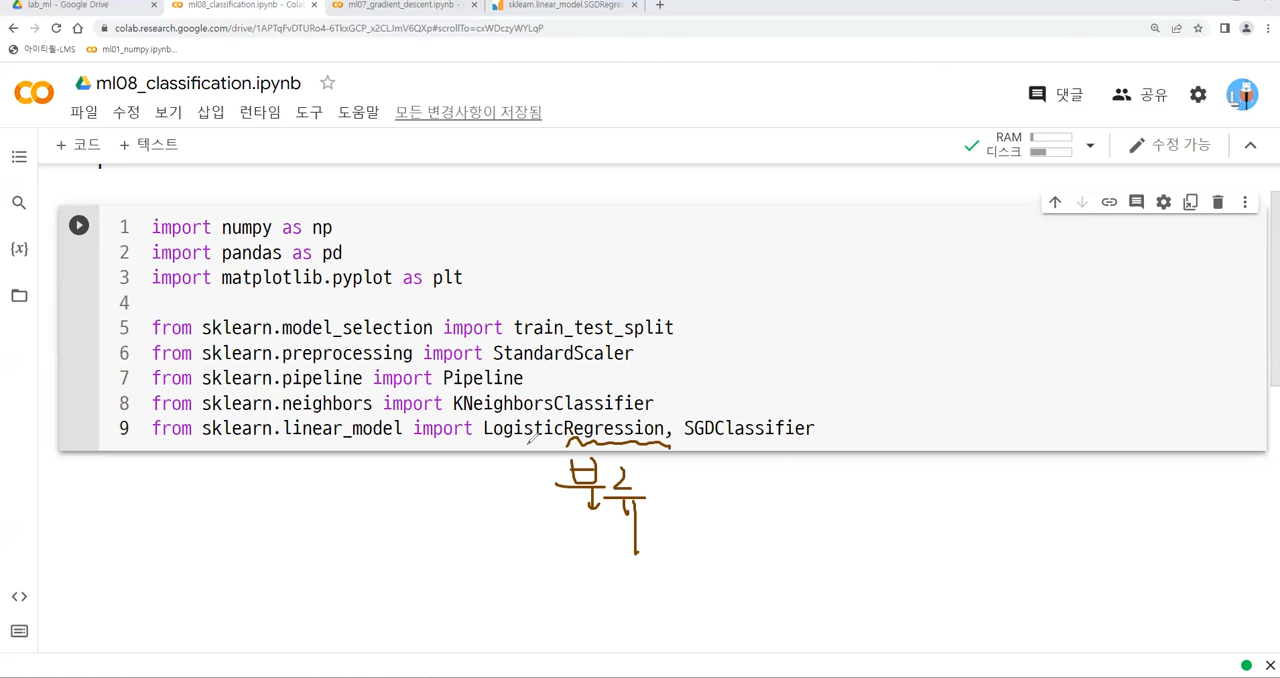 lab_ml - Google Drive
ml08_classification.ipynb - Colab
ml07_gradient_descent.ipynb -
sklearn.linear_model.SGDRegre
colab.research.google.com/drive/1APTqFvDTURo4-6TkxGCP_x2CLJmV6QXp#scrollTo=cxWDczyWYLqP
아이티윌-LMS
ml01_numpy.ipynb...
ml08_classification.ipynb
파일 수정 보기 삽입 런타임 도구 도움말 모든 변경사항이 저장됨
댓글
공유
+ 코드 + 텍스트
RAM
디스크
수정 가능
{x}
1 import numpy as np
2 import pandas as pd
3 import matplotlib.pyplot as plt
4
5 from sklearn.model_selection import train_test_split
6 from sklearn.preprocessing import StandardScaler
7 from sklearn.pipeline import Pipeline
8 from sklearn.neighbors import KNeighborsClassifier
9 from sklearn.linear_model import LogisticRegression, SGDClassifier